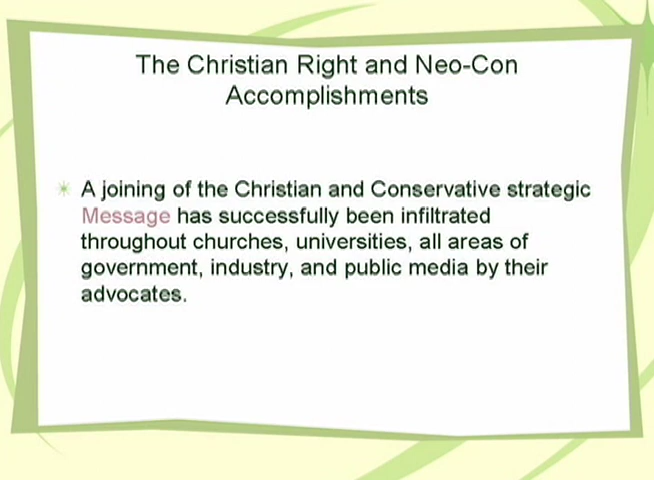 The Christian Right and Neo-Con
Accomplishments
A joining of the Christian and Conservative strategic
Message has successfully been infiltrated
throughout churches, universities, all areas of
government, industry, and public media by their
advocates.